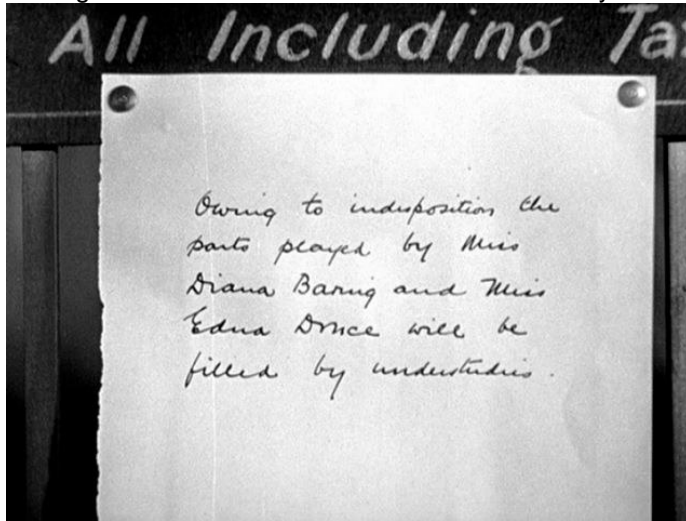 All Including Ta
Owing to indisposition the
parts played by Miss
Diana Baring and Miss
Edna Druce will be
filled by understudies.